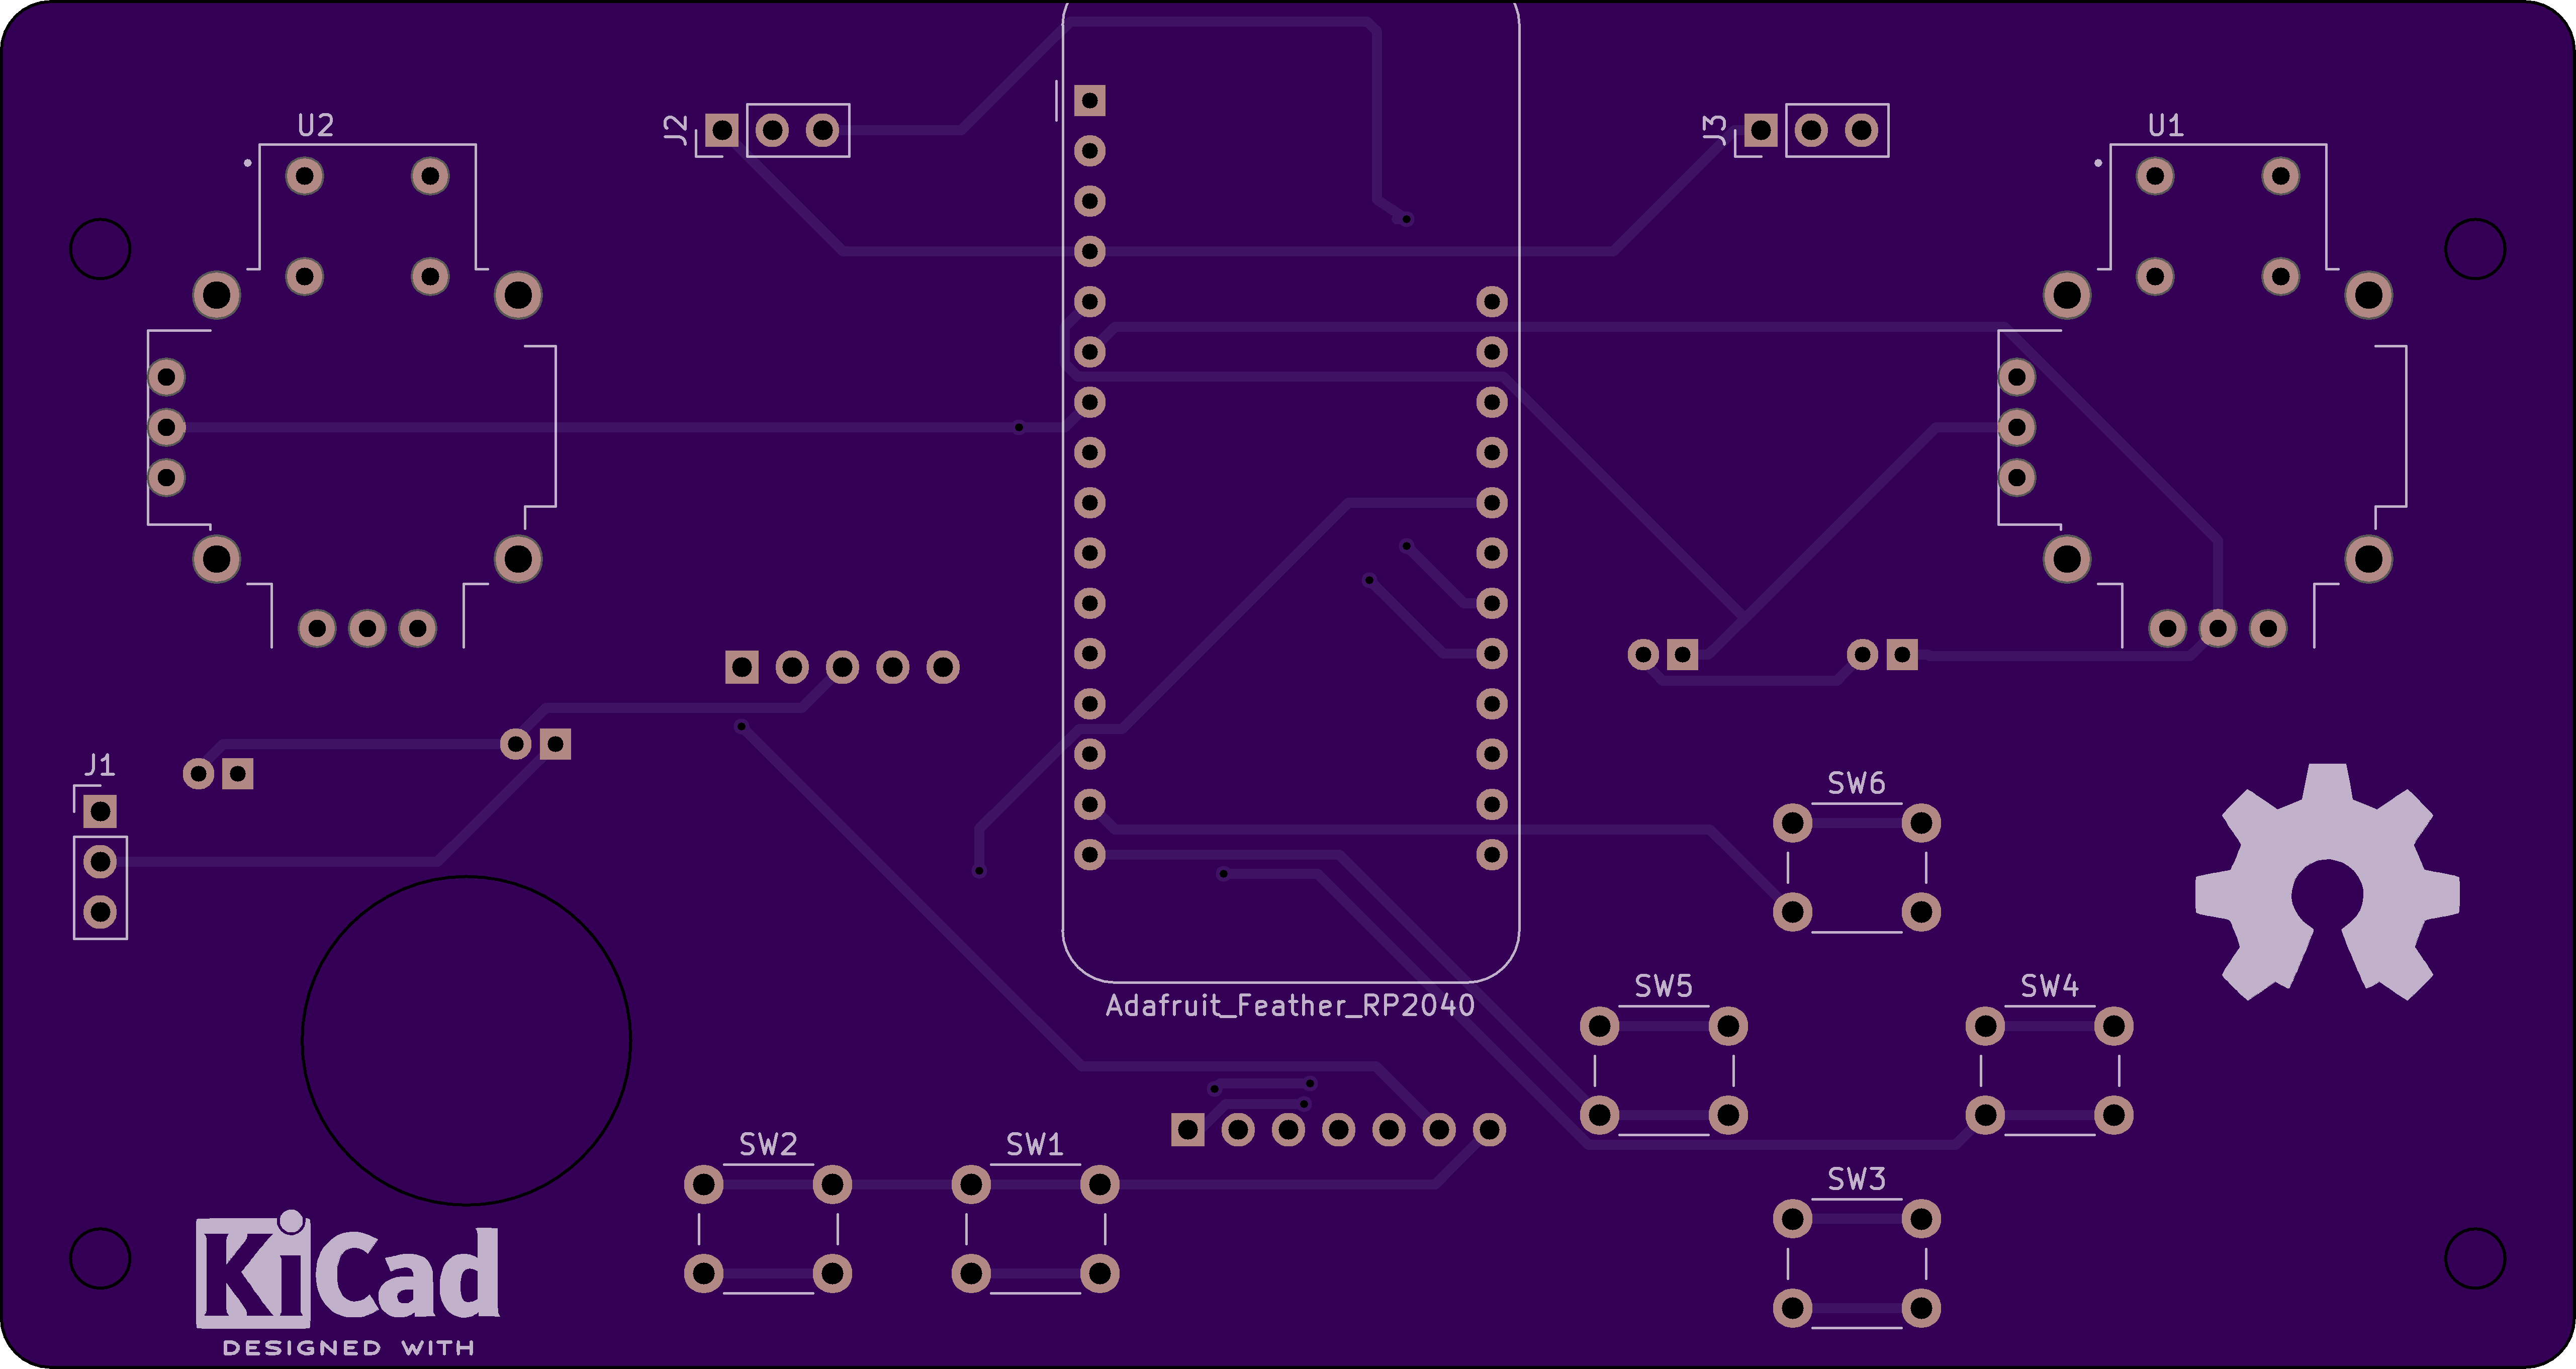 U2
J2
J3
U1
J1
SW6
SW5
SW4
Adafruit_Feather_RP2040
SW2
SW1
SW3
KiCad
DESIGNED WITH